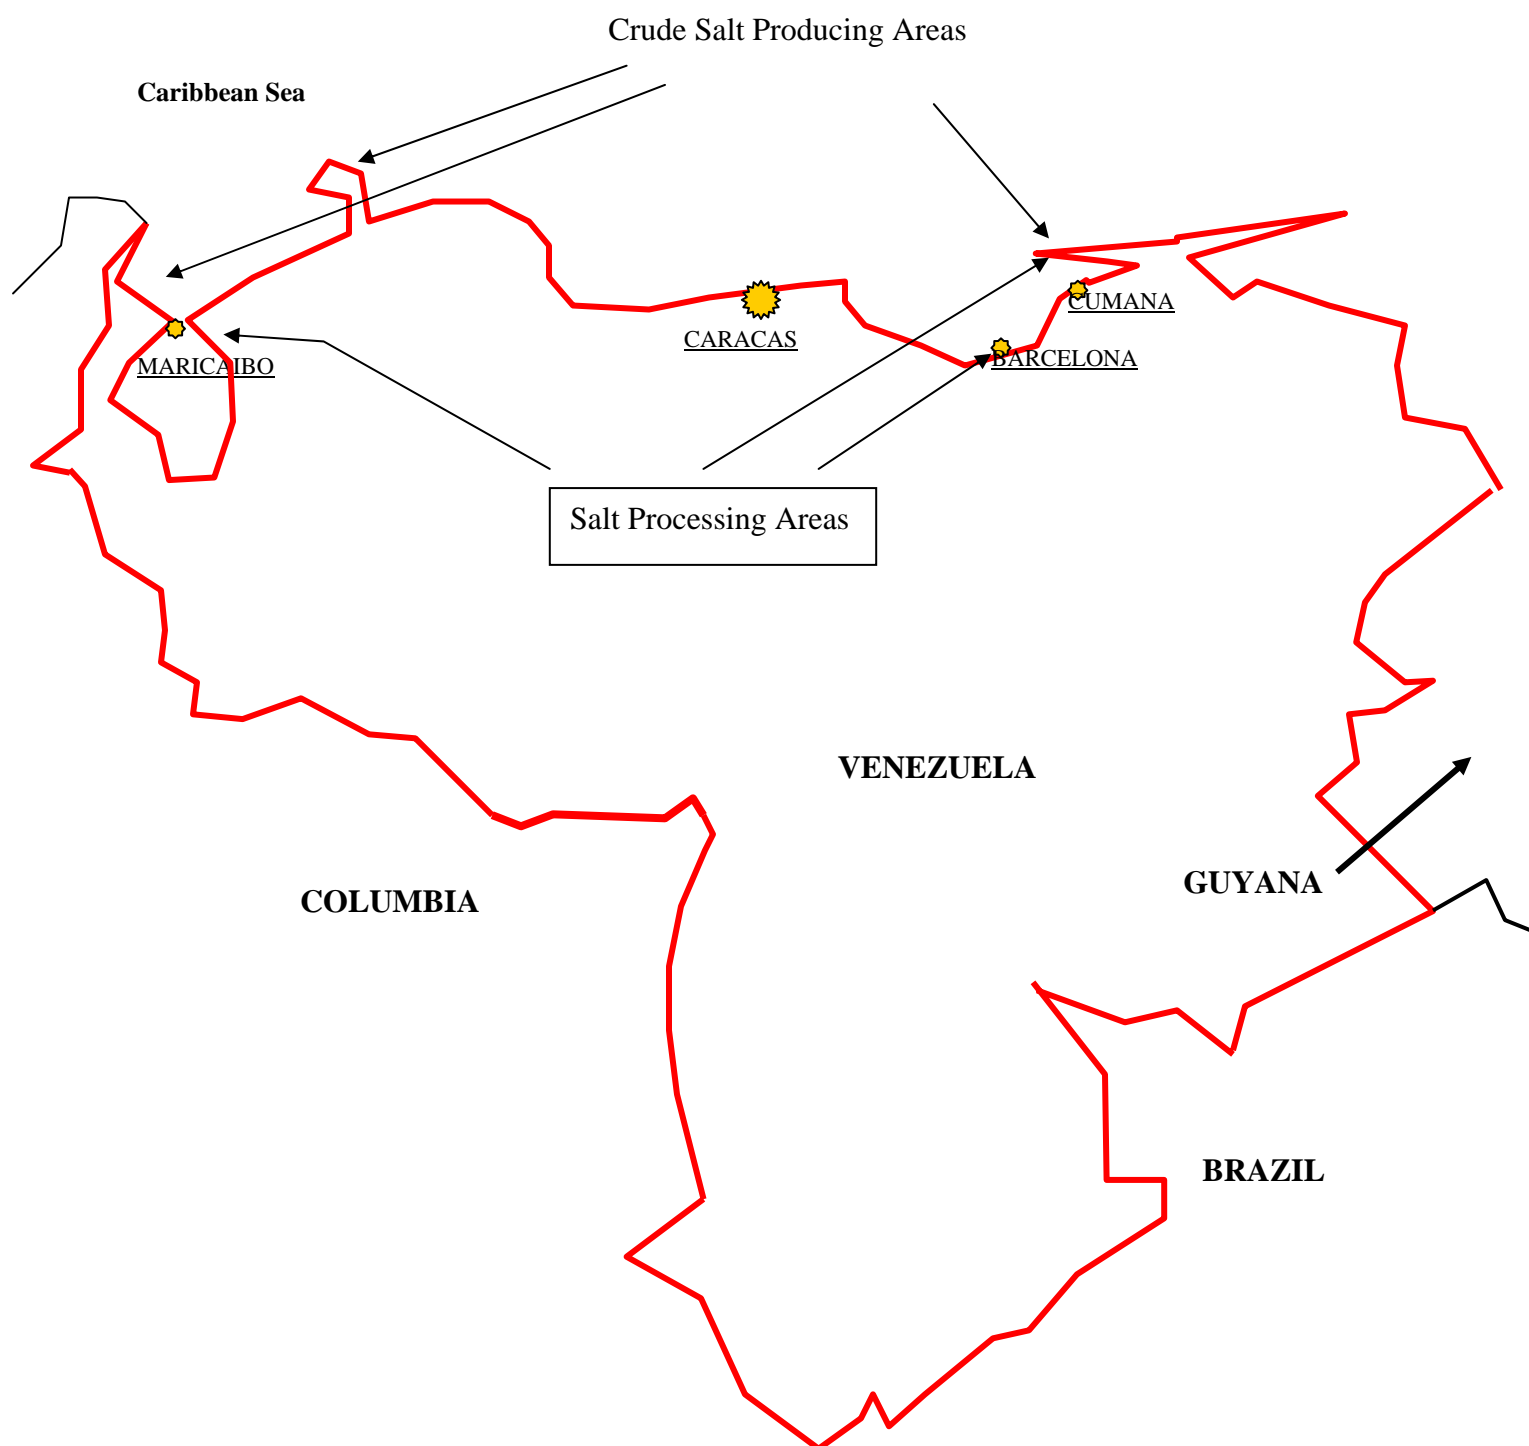 Crude Salt Producing Areas
Caribbean Sea
CUMANA
CARACAS
BARCELONA
MARICAIBO
Salt Processing Areas
VENEZUELA
GUYANA
COLUMBIA
BRAZIL